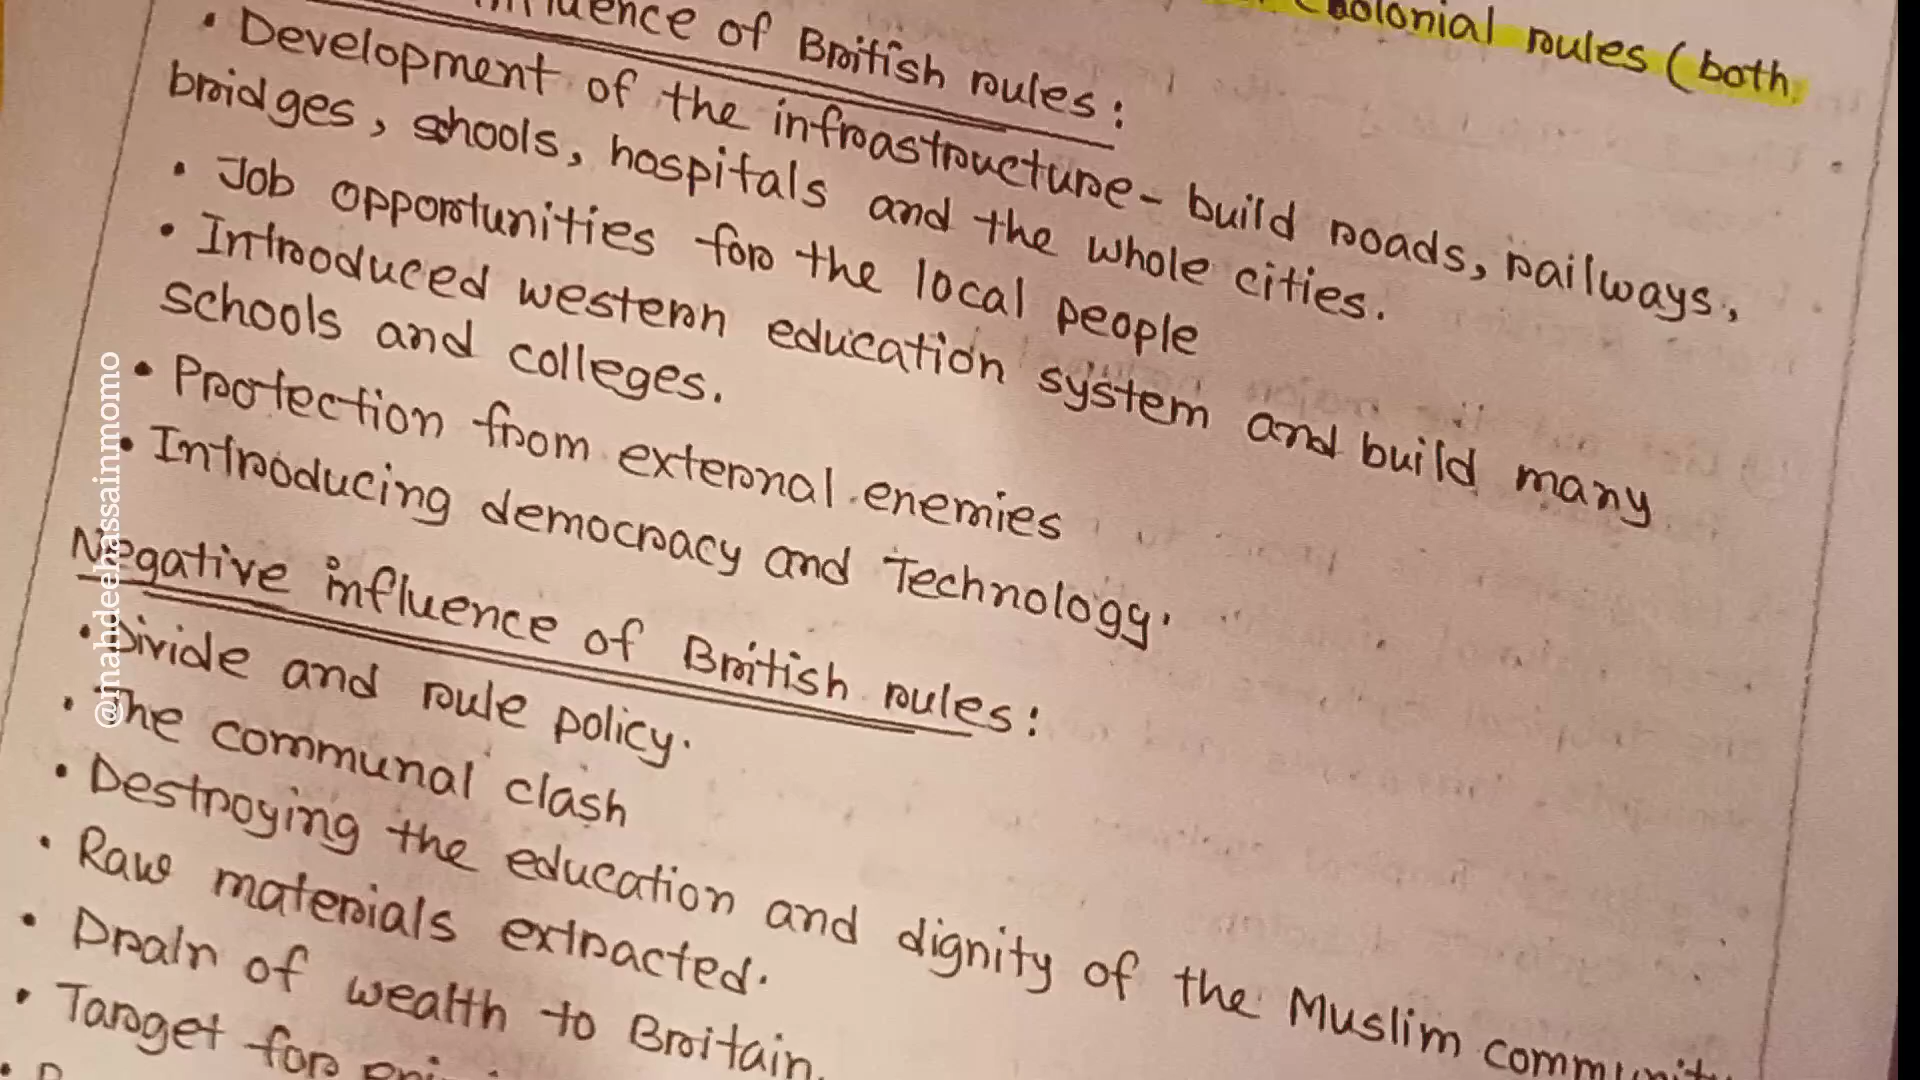 Colonial rules (both
influence of British rules:
• Development of the infrastructure- build roads, railways,
bridges, schools, hospitals and the whole cities.
• Job opportunities for the local people
• Introduced western education system and build many
schools and colleges.
• Protection from external enemies
• Introducing democracy and Technology.
Negative influence of British rules:
• Divide and rule policy.
• The communal clash
• Destroying the education and dignity of the Muslim community
• Raw materials extracted.
• Drain of wealth to Britain.
• Target for
@mahdeehassainmomo